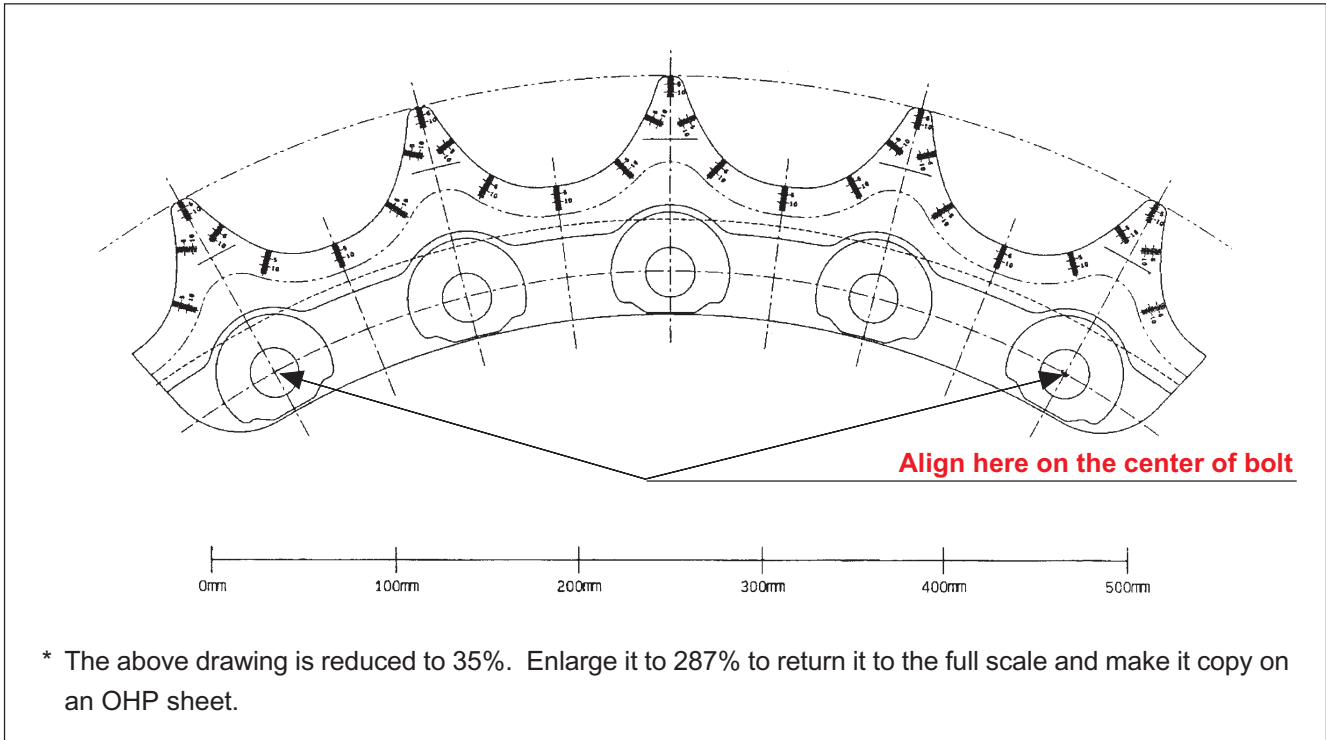 Align here on the center of bolt
0mm 100mm 200mm 300mm 400mm 500mm
* The above drawing is reduced to 35%. Enlarge it to 287% to return it to the full scale and make it copy on
an OHP sheet.